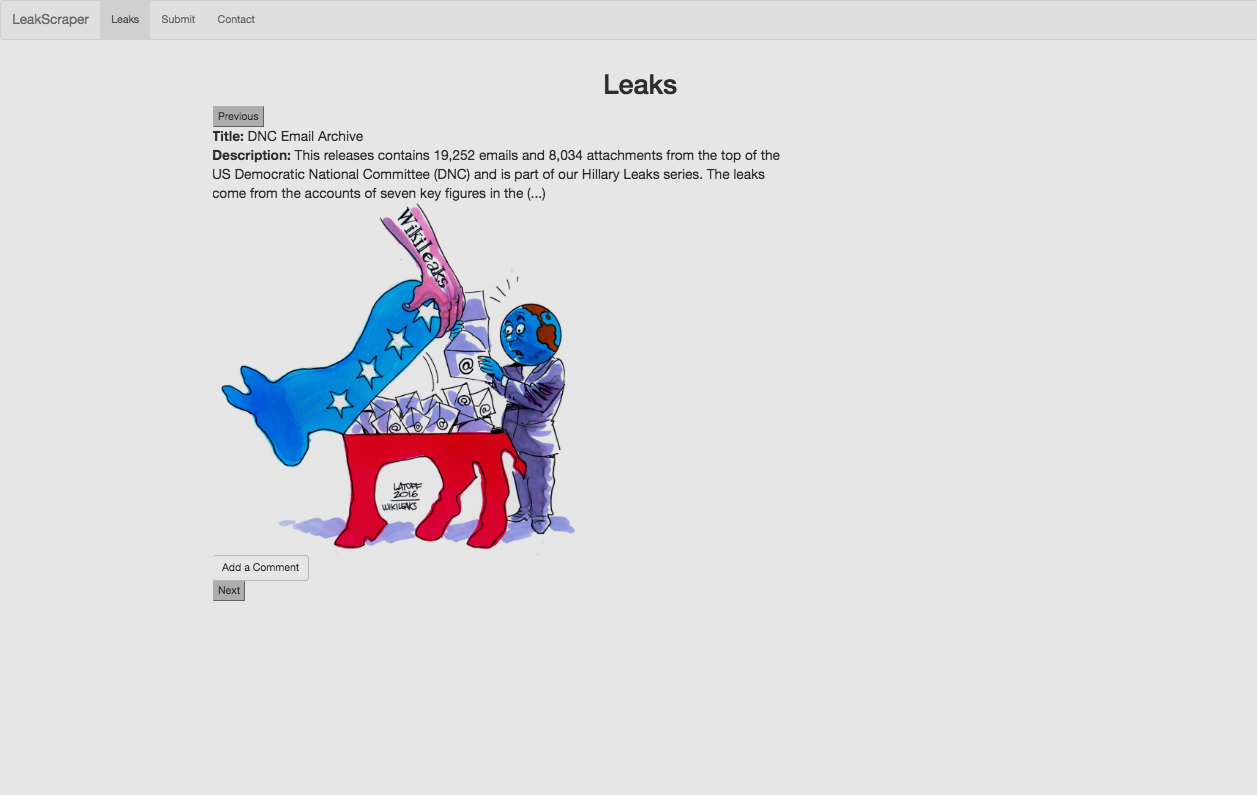 LeakScraper Leaks Submit Contact
Leaks
Previous
Title: DNC Email Archive
Description: This releases contains 19,252 emails and 8,034 attachments from the top of the
US Democratic National Committee (DNC) and is part of our Hillary Leaks series. The leaks
come from the accounts of seven key figures in the (...)
Wikileaks
@
@
@
@
@
@
LATUFF
2016
WIKILEAKS
Add a Comment
Next